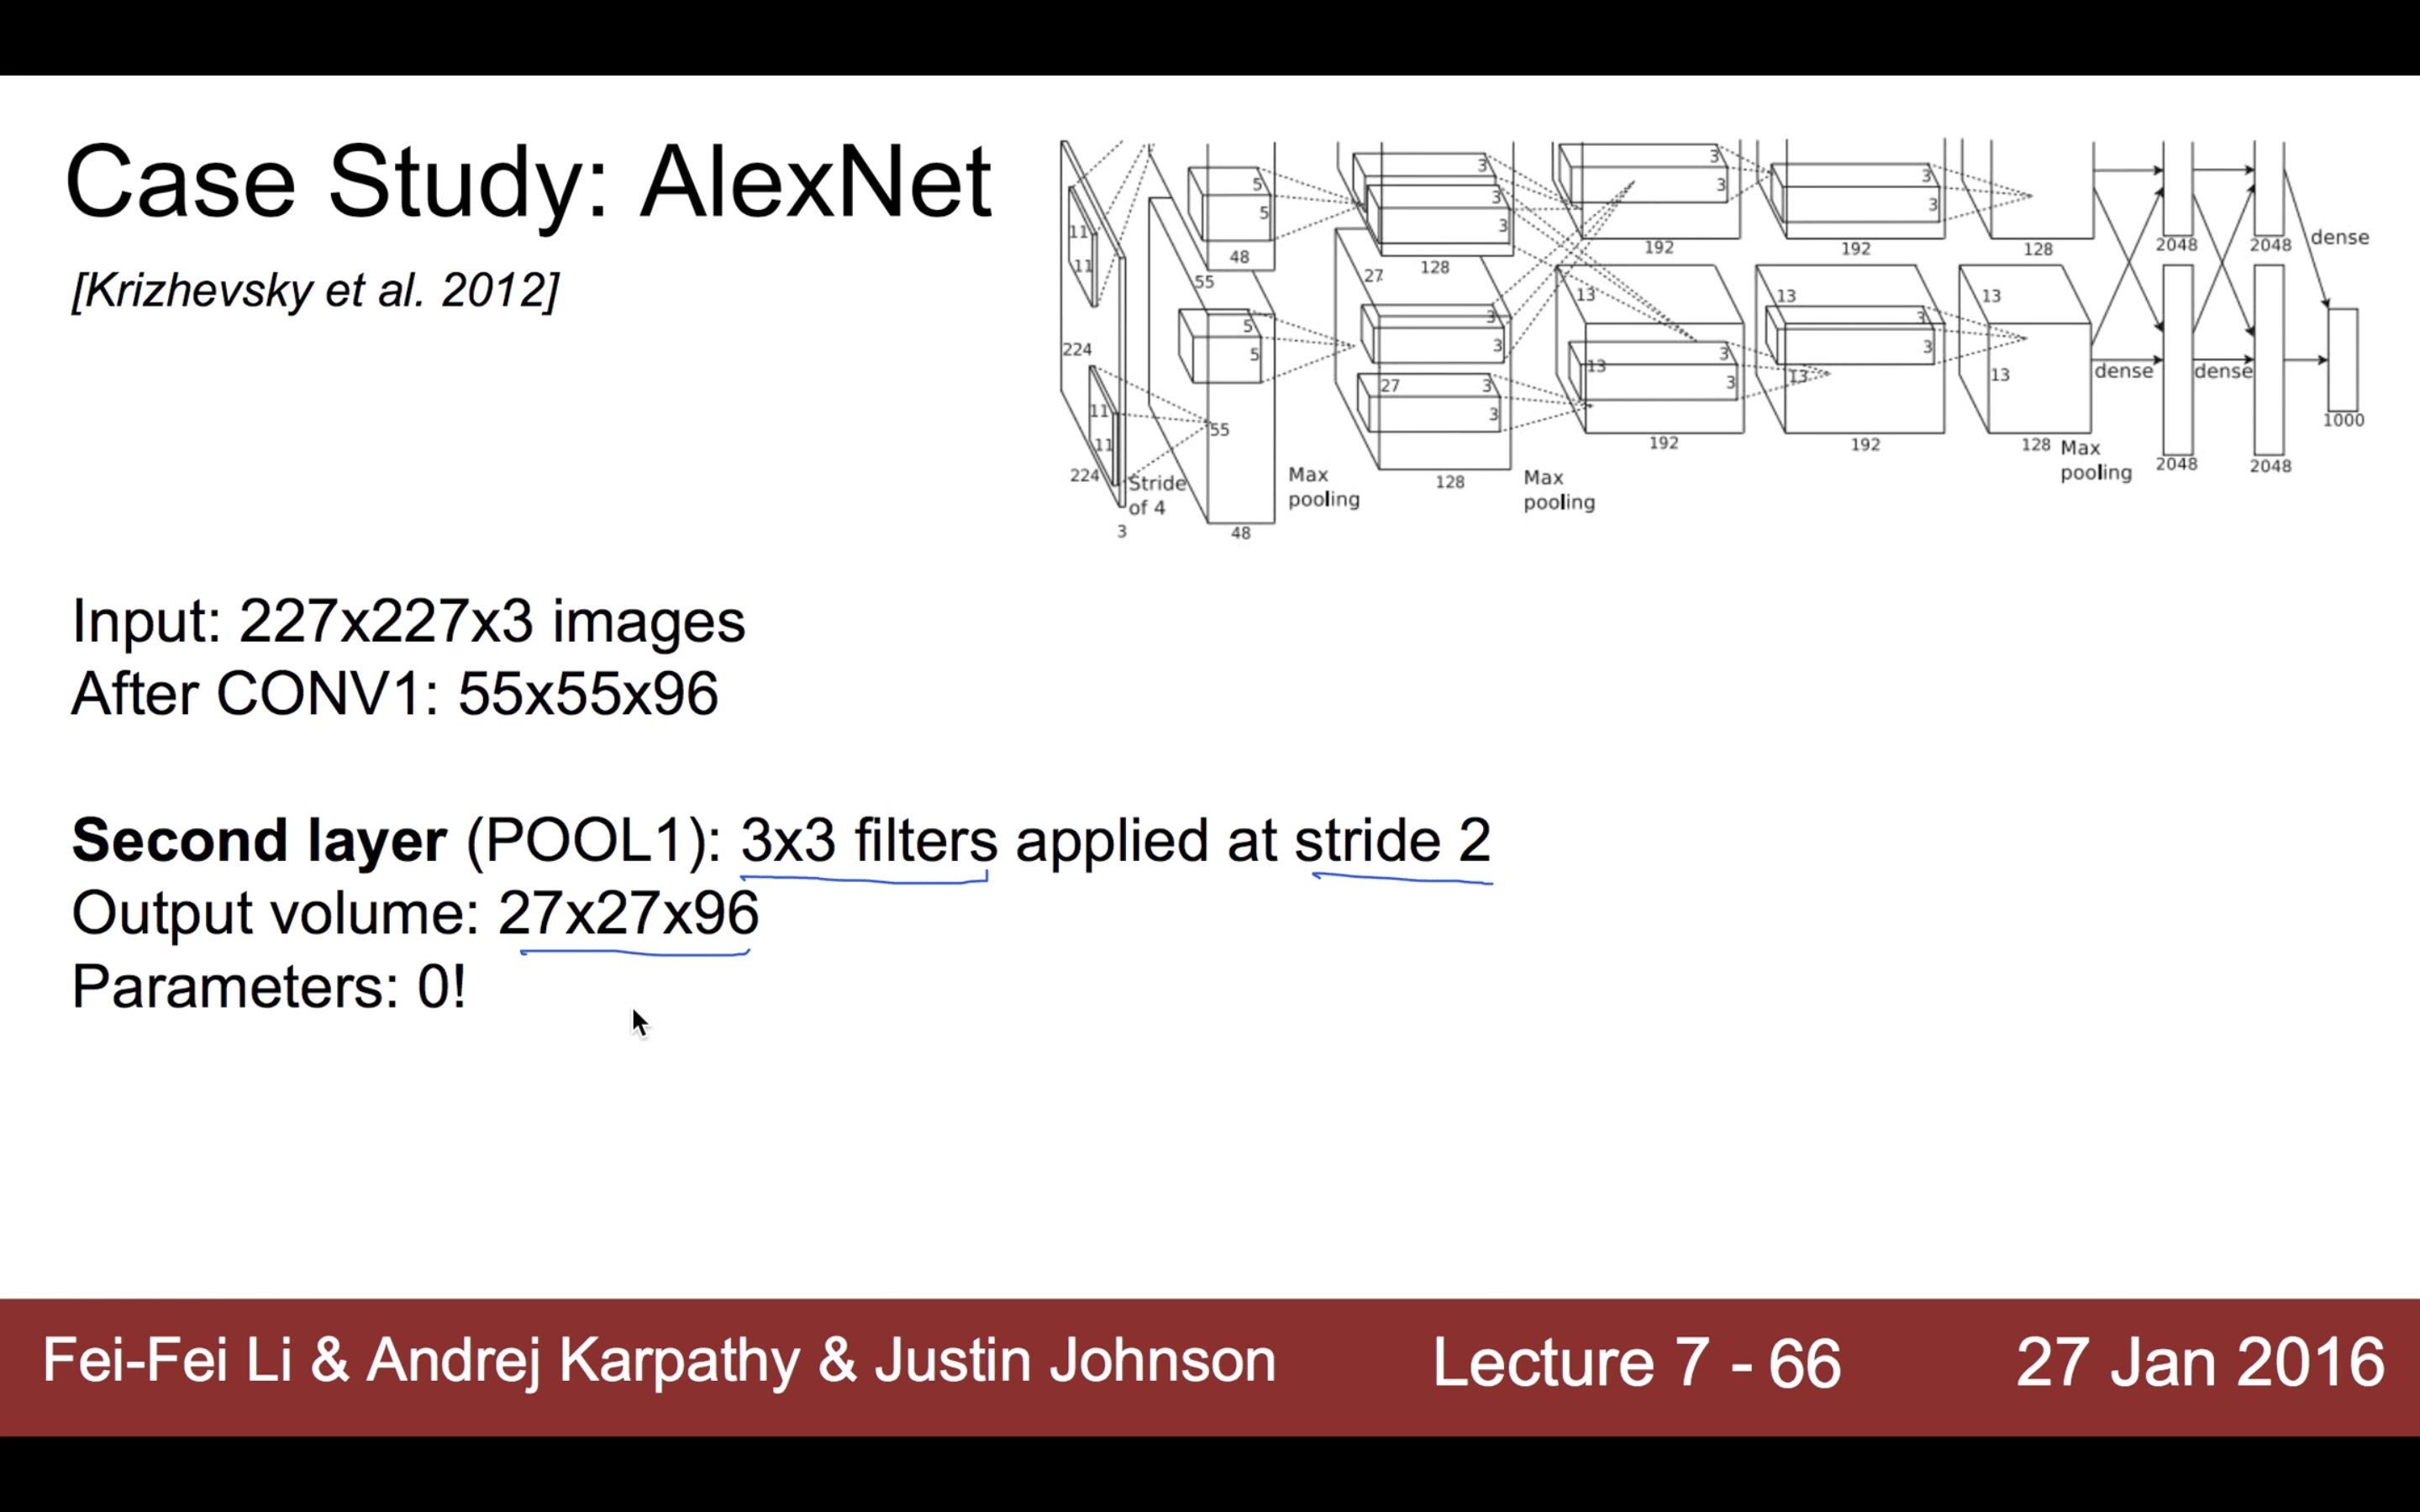 Case Study: AlexNet
[Krizhevsky et al. 2012]
11
11
224
11
11
224
Stride
of 4
3
5
5
48
55
5
5
55
48
Max
pooling
3
3
3
128
27
3
3
27
3
3
128
Max
pooling
3
3
192
13
3
13
3
192
3
3
192
13
3
3
13
192
128
13
13
128
Max
pooling
2048
2048
dense
dense
dense
2048
2048
1000
Input: 227x227x3 images
After CONV1: 55x55x96
Second layer (POOL1): 3x3 filters applied at stride 2
Output volume: 27x27x96
Parameters: 0!
Fei-Fei Li & Andrej Karpathy & Justin Johnson
Lecture 7 - 66
27 Jan 2016